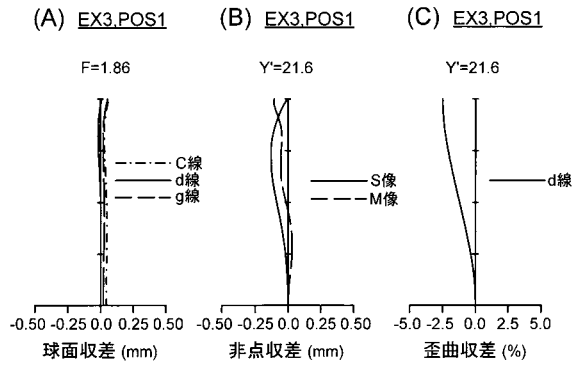 (A) EX3,POS1
F=1.86
C線
d線
g線
-0.50 -0.25 0.0 0.25 0.50
球面収差 (mm)
(B) EX3,POS1
Y'=21.6
S像
M像
-0.50 -0.25 0.0 0.25 0.50
非点収差 (mm)
(C) EX3,POS1
Y'=21.6
d線
-5.0 -2.5 0.0 2.5 5.0
歪曲収差 (%)